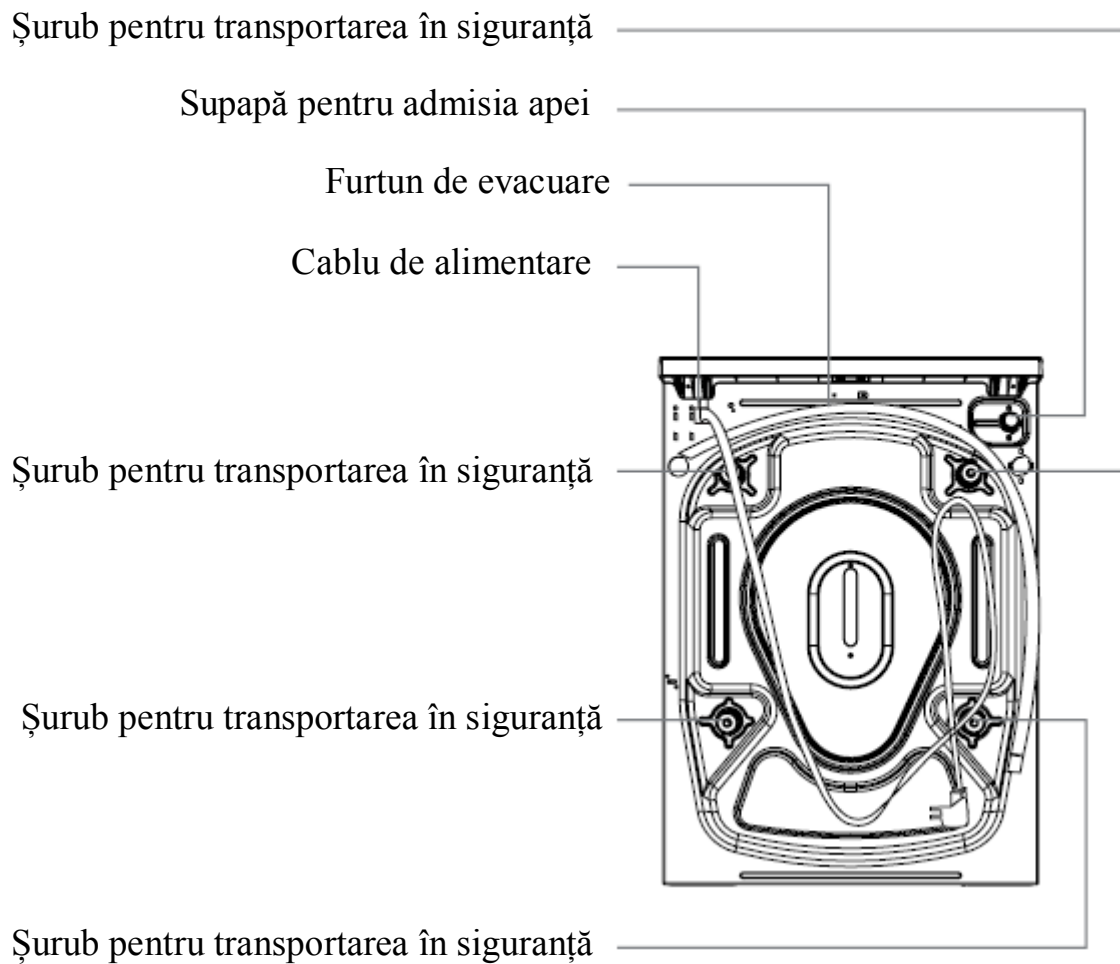 Șurub pentru transportarea în siguranță
Supapă pentru admisia apei
Furtun de evacuare
Cablu de alimentare
Șurub pentru transportarea în siguranță
Șurub pentru transportarea în siguranță
Șurub pentru transportarea în siguranță